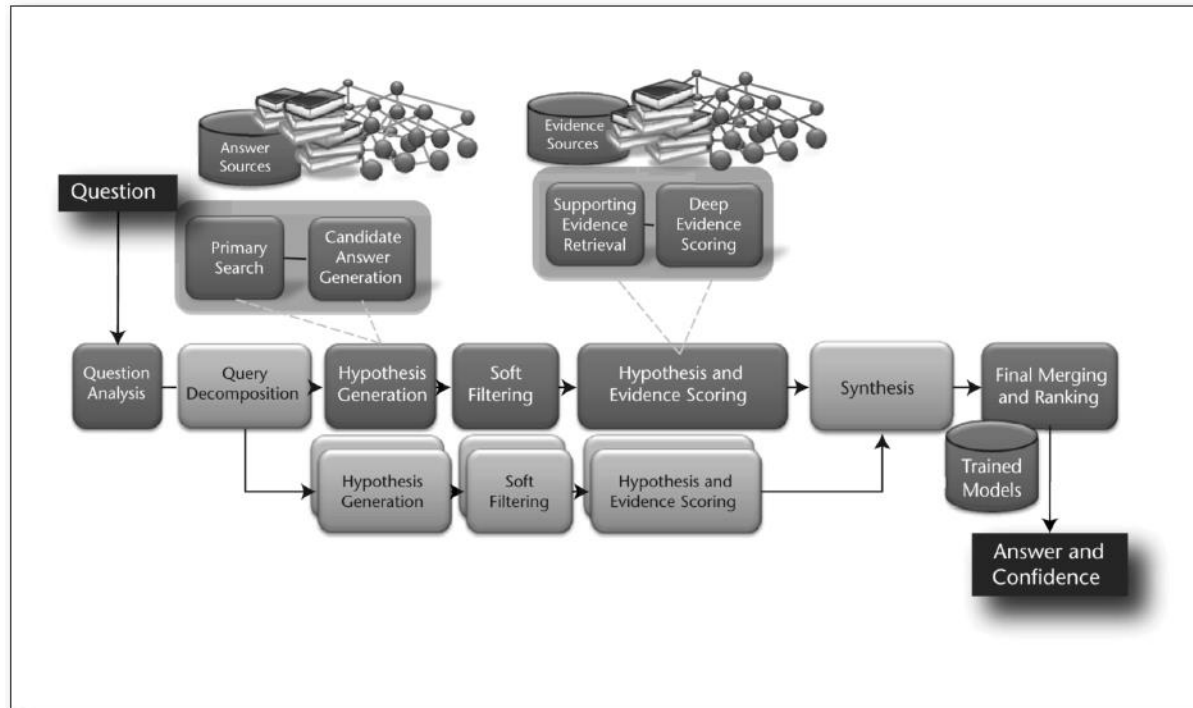 Answer
Sources
Evidence
Sources
Question
Primary
Search
Candidate
Answer
Generation
Supporting
Evidence
Retrieval
Deep
Evidence
Scoring
Question
Analysis
Query
Decomposition
Hypothesis
Generation
Soft
Filtering
Hypothesis and
Evidence Scoring
Synthesis
Final Merging
and Ranking
Hypothesis
Generation
Soft
Filtering
Hypothesis and
Evidence Scoring
Trained
Models
Answer and
Confidence